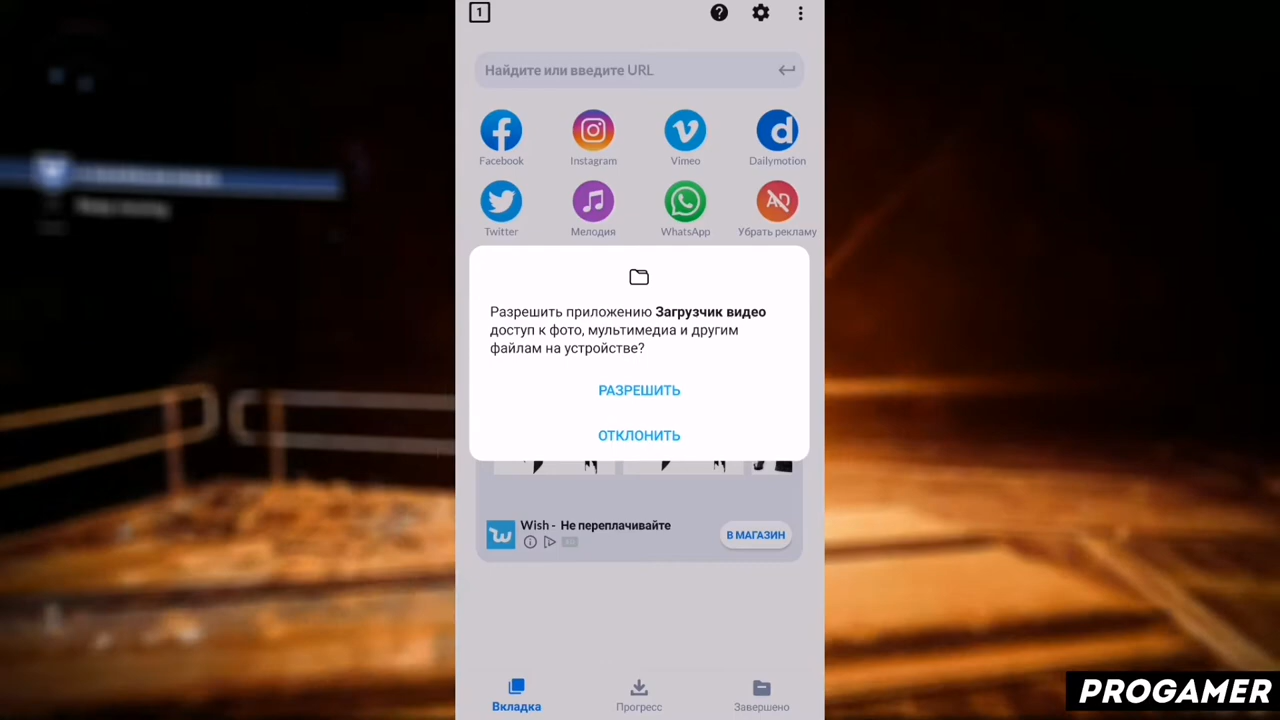 1
Найдите или введите URL
Facebook
Instagram
Vimeo
Dailymotion
Twitter
Мелодия
WhatsApp
Убрать рекламу
Разрешить приложению Загрузчик видео
доступ к фото, мультимедиа и другим
файлам на устройстве?
РАЗРЕШИТЬ
ОТКЛОНИТЬ
Wish - Не переплачивайте
В МАГАЗИН
Вкладка
Прогресс
Завершено
PROGAMER